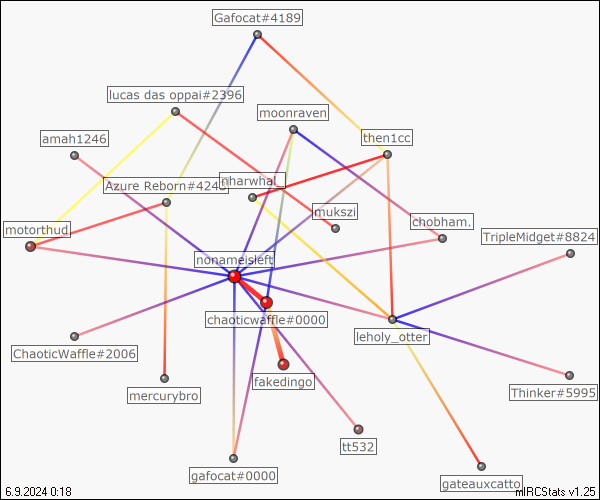 Gafocat#4189
lucas das oppai#2396
moonraven
amah1246
then1cc
Azure Reborn#424
nharwhal_
mukszi
chobham.
motorthud
TripleMidget#8824
nonameisleft
chaoticwaffle#0000
leholy_otter
ChaoticWaffle#2006
fakedingo
mercurybro
Thinker#5995
tt532
gafocat#0000
gateauxcatto
6.9.2024 0:18
mIRCStats v1.25